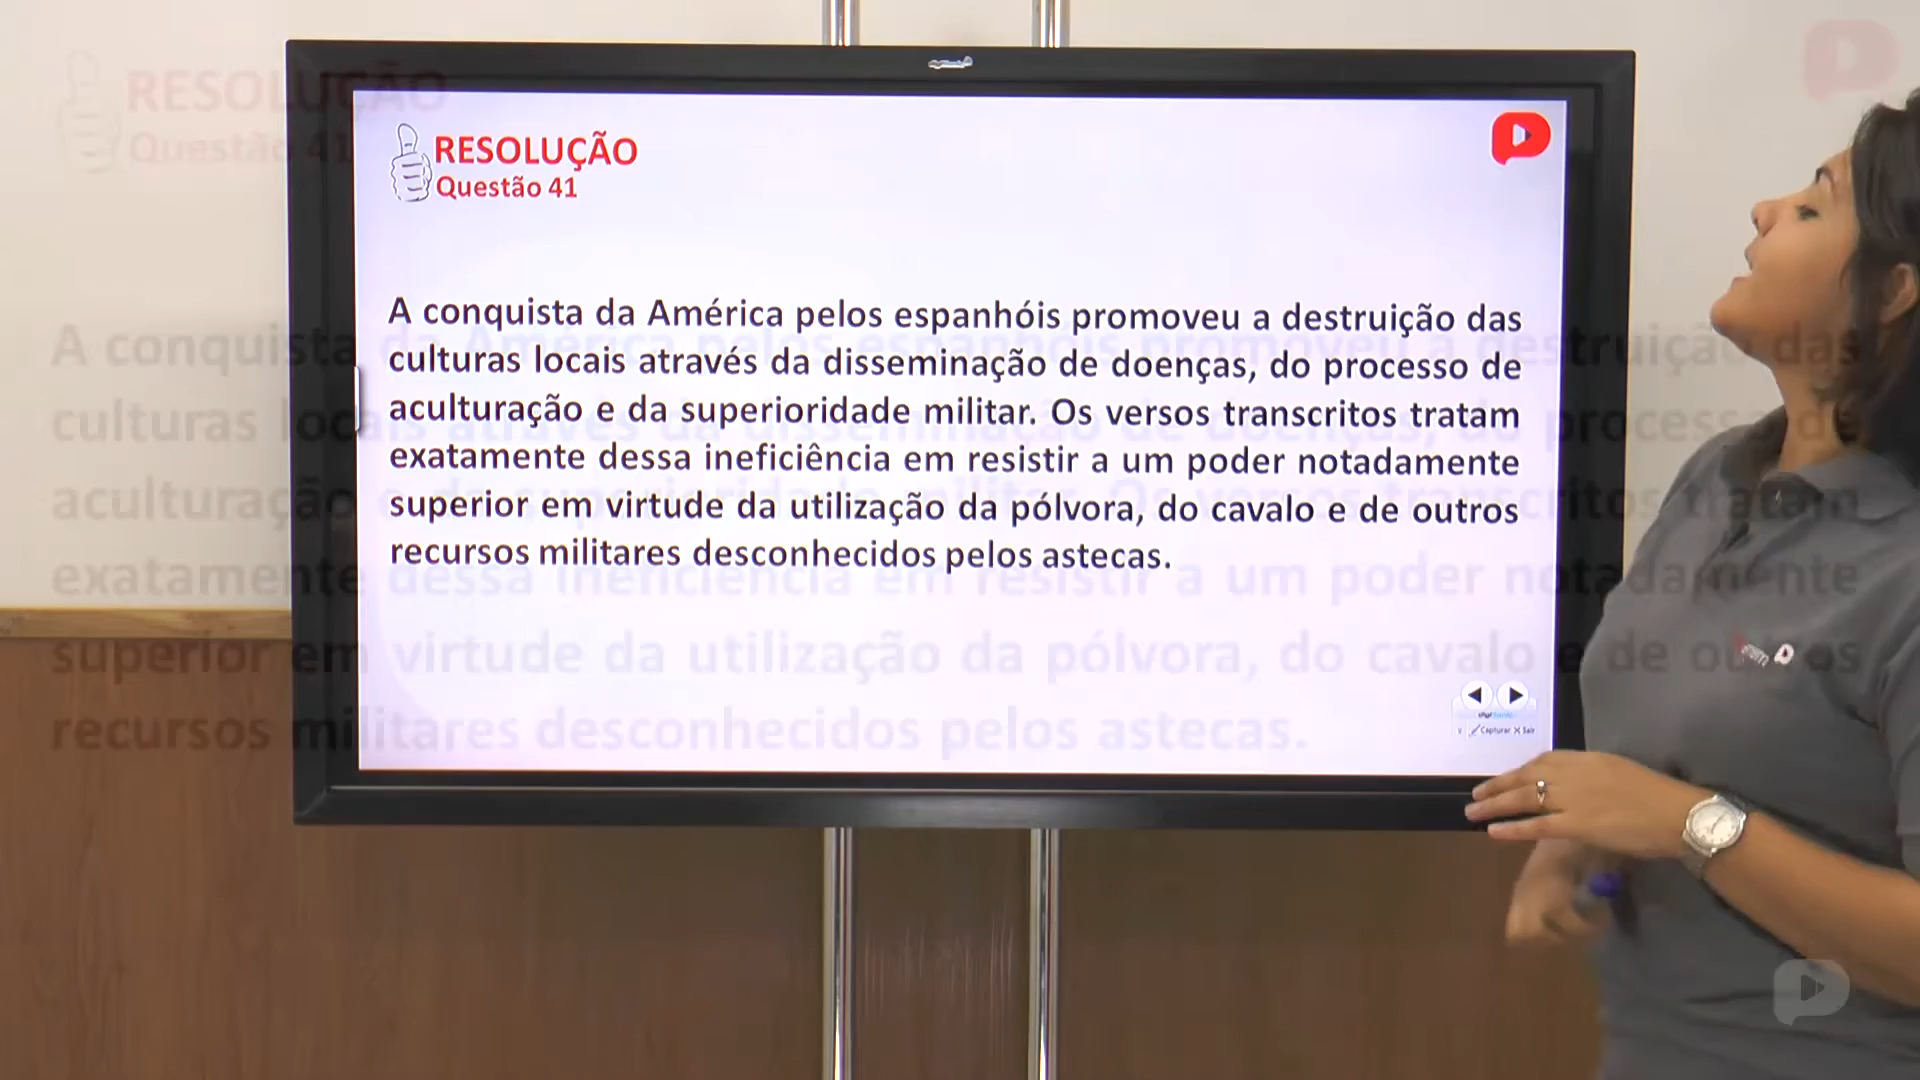 RESOLUÇÃO
Questão 41
A conquista da América pelos espanhóis promoveu a destruição das
culturas locais através da disseminação de doenças, do processo de
aculturação e da superioridade militar. Os versos transcritos tratam
exatamente dessa ineficiência em resistir a um poder notadamente
superior em virtude da utilização da pólvora, do cavalo e de outros
recursos militares desconhecidos pelos astecas.
Capturar X Sair